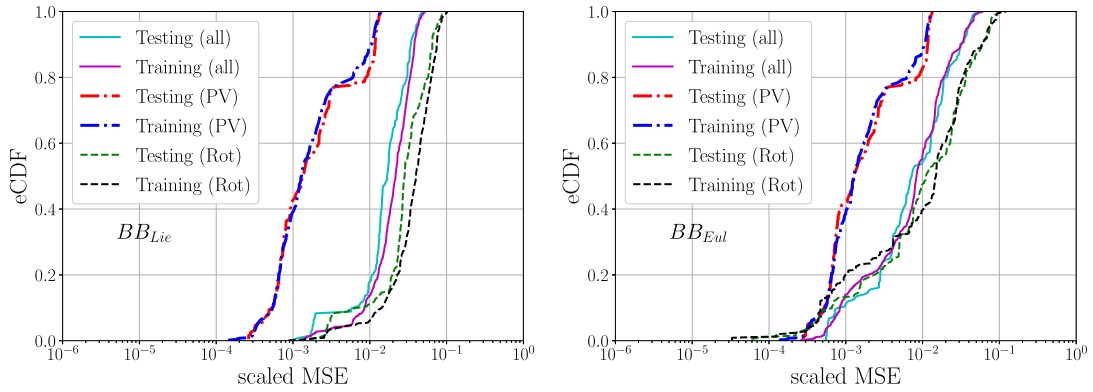 1.0
0.8
0.6
0.4
0.2
0.0
eCDF
Testing (all)
Training (all)
Testing (PV)
Training (PV)
Testing (Rot)
Training (Rot)
BB_{Lie}
10^{-6}
10^{-5}
10^{-4}
10^{-3}
10^{-2}
10^{-1}
10^{0}
scaled MSE
1.0
0.8
0.6
0.4
0.2
0.0
eCDF
Testing (all)
Training (all)
Testing (PV)
Training (PV)
Testing (Rot)
Training (Rot)
BB_{Eul}
10^{-6}
10^{-5}
10^{-4}
10^{-3}
10^{-2}
10^{-1}
10^{0}
scaled MSE